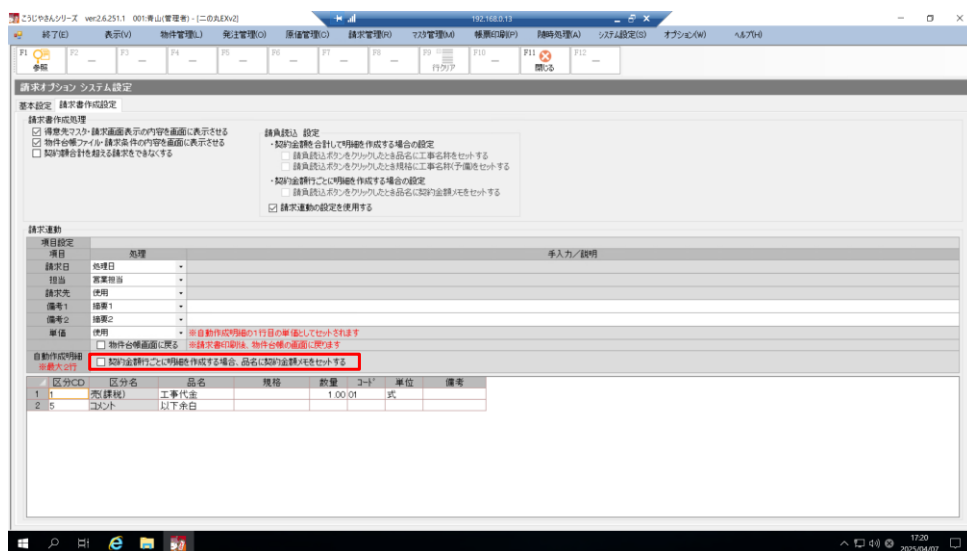 こうじやさんシリーズ ver2.6.251.1 001:青山(管理者) - [二の丸EXv2]
192.168.0.13
終了(E) 表示(V) 物件管理(L) 発注管理(O) 原価管理(C) 請求管理(R) マスタ管理(M) 帳票印刷(P) 随時処理(A) システム設定(S) オプション(W) ヘルプ(H)
F1 F2 F3 F4 F5 F6 F7 F8 F9 F10 F11 F12
参照 行クリア 閉じる
請求オプション システム設定
基本設定 請求書作成設定
請求書作成処理
得意先マスタ・請求画面表示の内容を画面に表示させる
物件台帳ファイル・請求条件の内容を画面に表示させる
契約額合計を超える請求をできなくする
請負読込 設定
・契約金額を合計して明細を作成する場合の設定
請負読込ボタンをクリックしたとき品名に工事名称をセットする
請負読込ボタンをクリックしたとき規格に工事名称(予備)をセットする
・契約金額行ごとに明細を作成する場合の設定
請負読込ボタンをクリックしたとき品名に契約金額メモをセットする
請求連動の設定を使用する
請求連動
項目設定
項目 処理 手入力/説明
請求日 処理日
担当 営業担当
請求先 使用
備考1 摘要1
備考2 摘要2
単価 使用 ※自動作成明細の1行目の単価としてセットされます
物件台帳画面に戻る ※請求書印刷後、物件台帳の画面に戻ります
自動作成明細
※最大2行
契約金額行ごとに明細を作成する場合、品名に契約金額メモをセットする
区分CD 区分名 品名 規格 数量 コード 単位 備考
1 1 売(課税) 工事代金 1.00 01 式
2 5 コメント 以下余白
17:20
2025/04/07